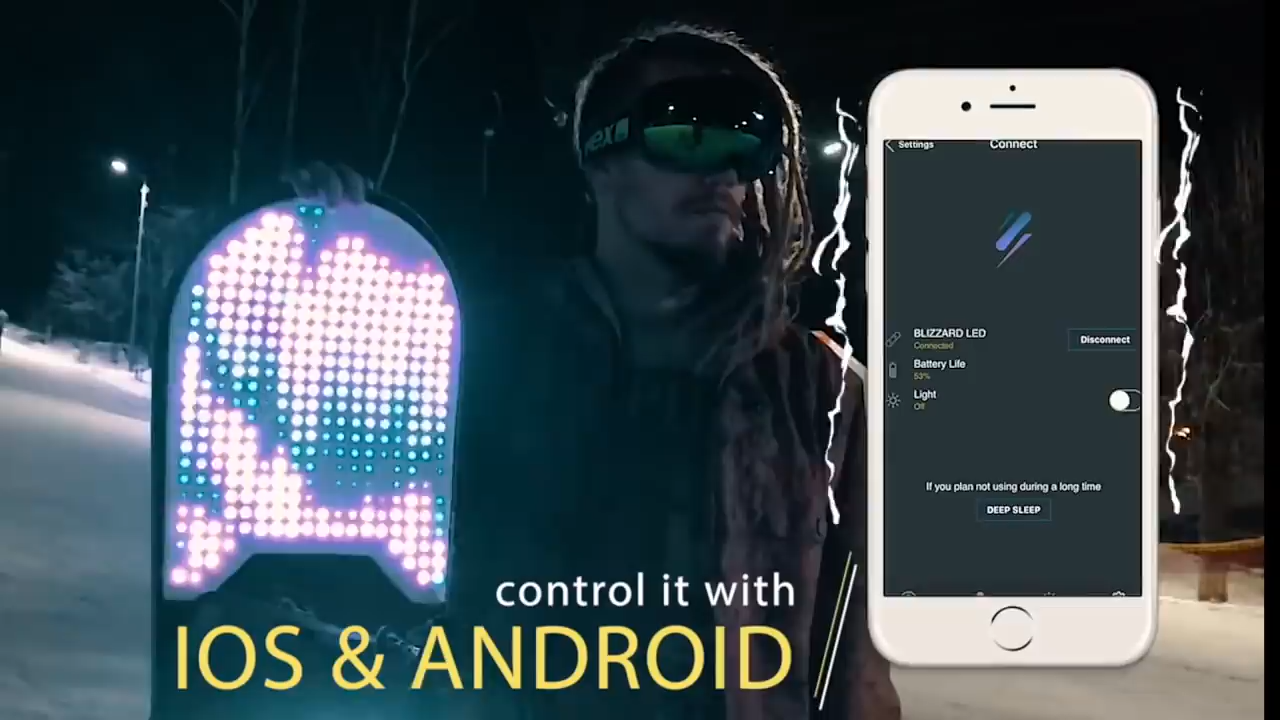 Settings
Connect
BLIZZARD LED
Connected
Disconnect
Battery Life
53%
Light
Off
If you plan not using during a long time
DEEP SLEEP
control it with
IOS & ANDROID